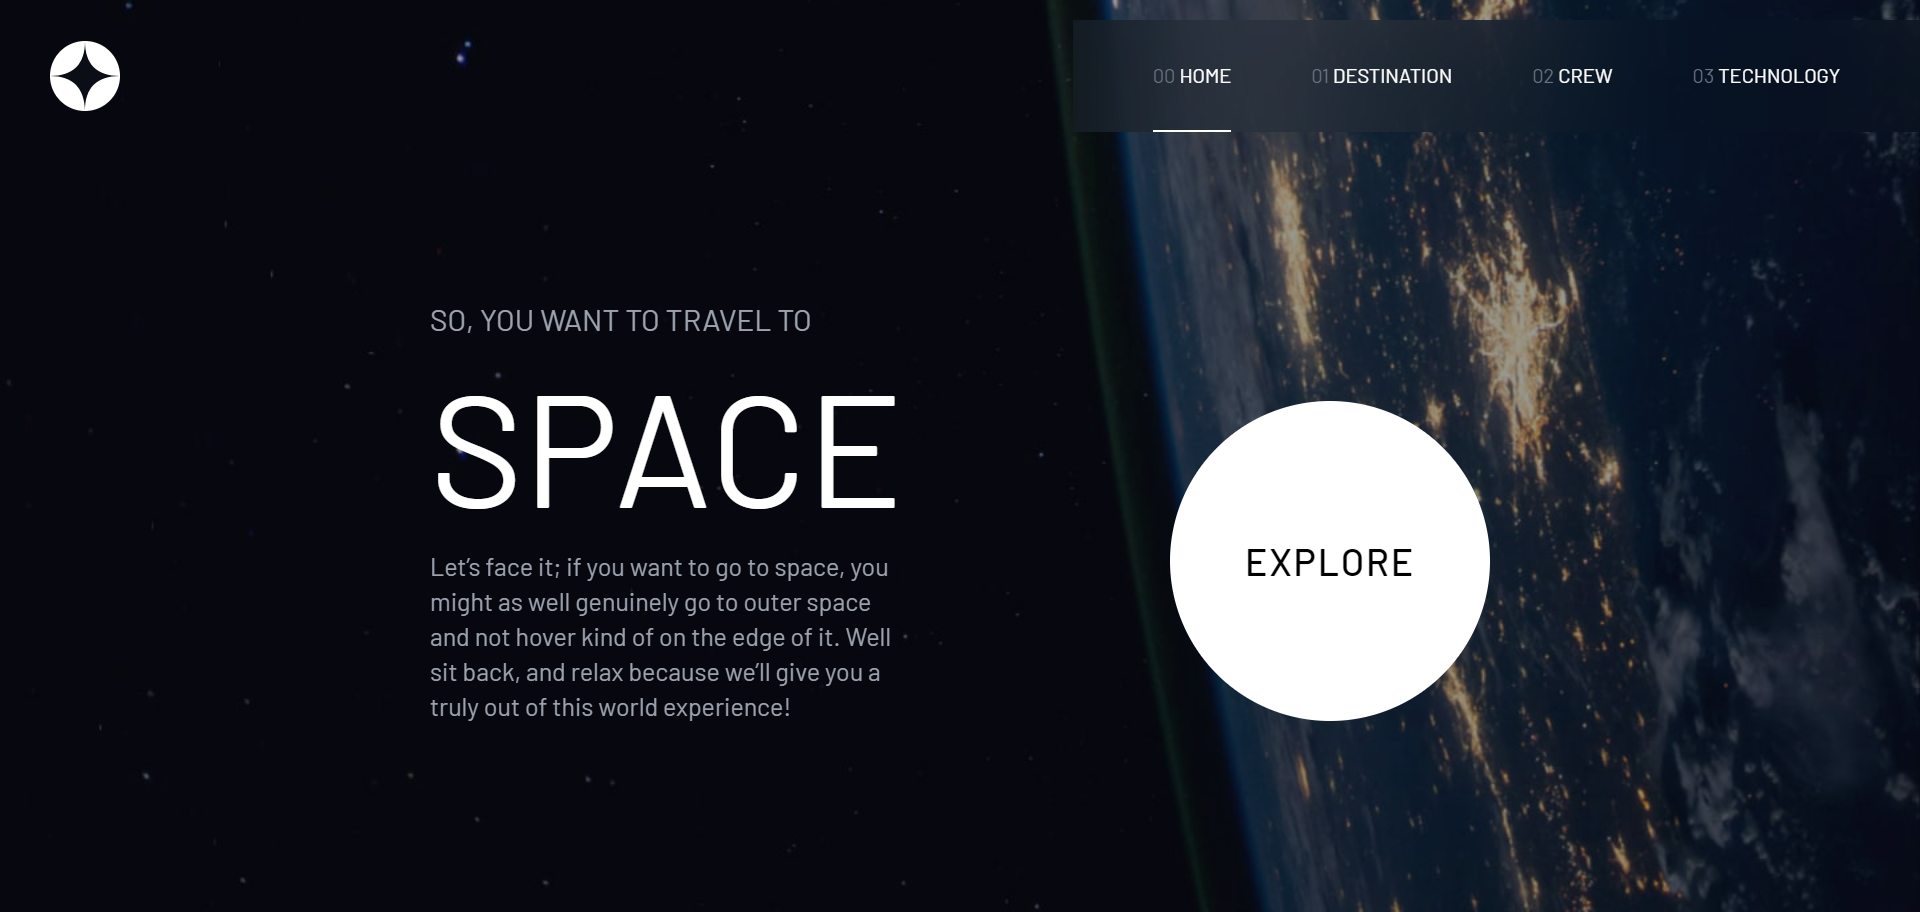 00 HOME 01 DESTINATION 02 CREW 03 TECHNOLOGY
SO, YOU WANT TO TRAVEL TO
SPACE
Let’s face it; if you want to go to space, you
might as well genuinely go to outer space
and not hover kind of on the edge of it. Well
sit back, and relax because we’ll give you a
truly out of this world experience!
EXPLORE